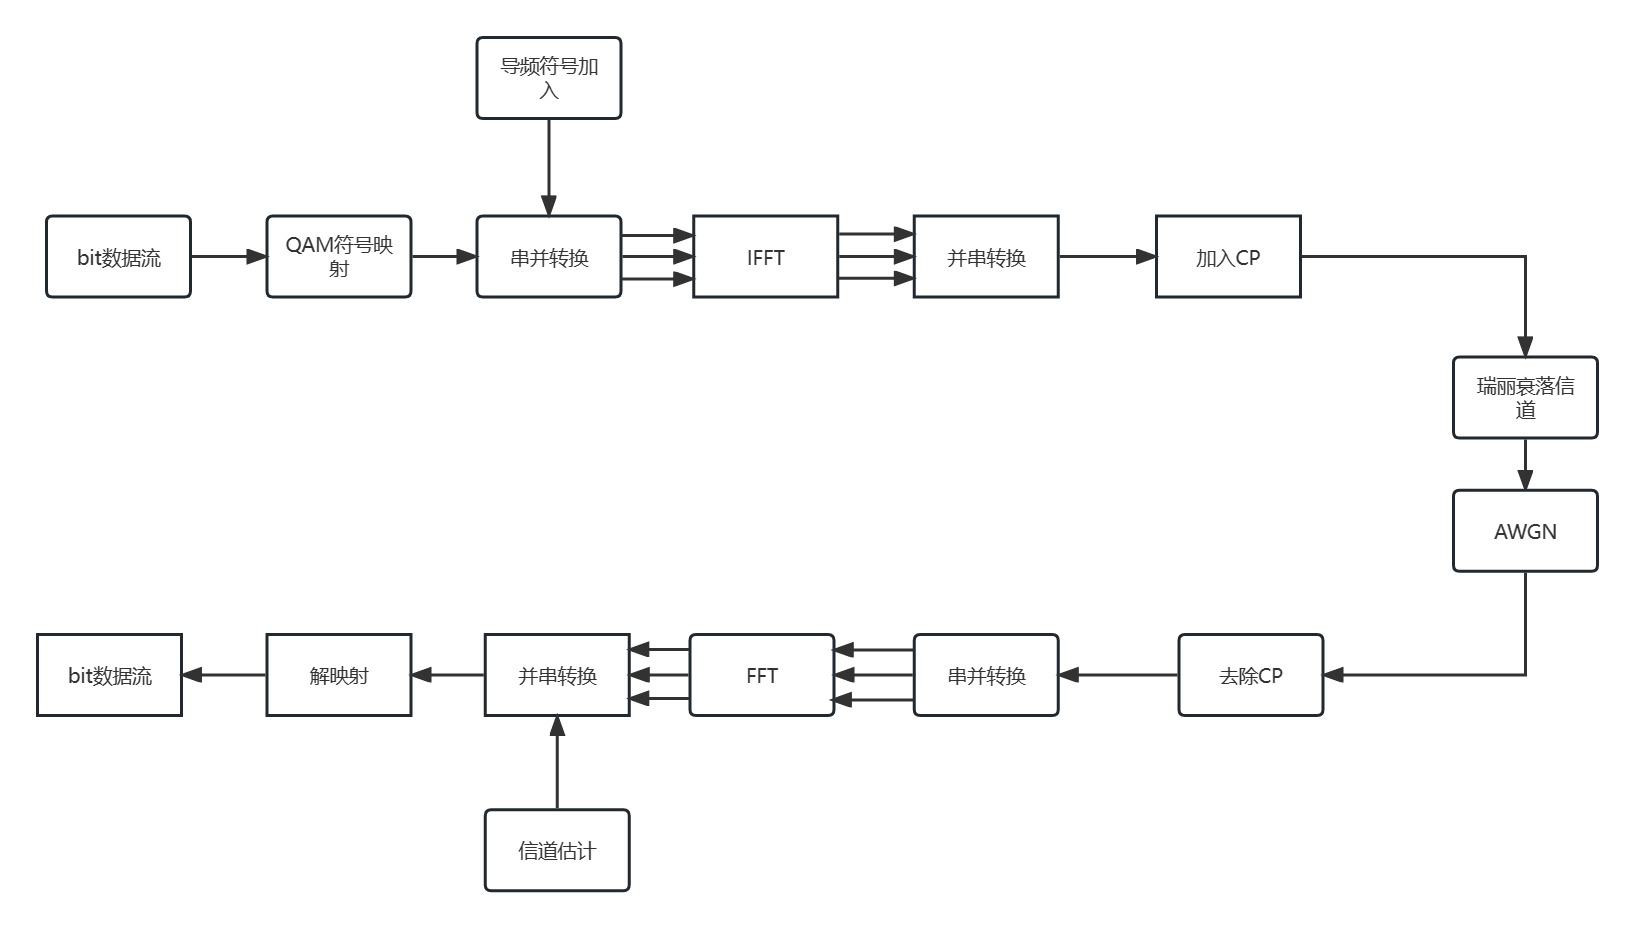 导频符号加
入
bit数据流
QAM符号映
射
串并转换
IFFT
并串转换
加入CP
瑞丽衰落信
道
AWGN
bit数据流
解映射
并串转换
FFT
串并转换
去除CP
信道估计